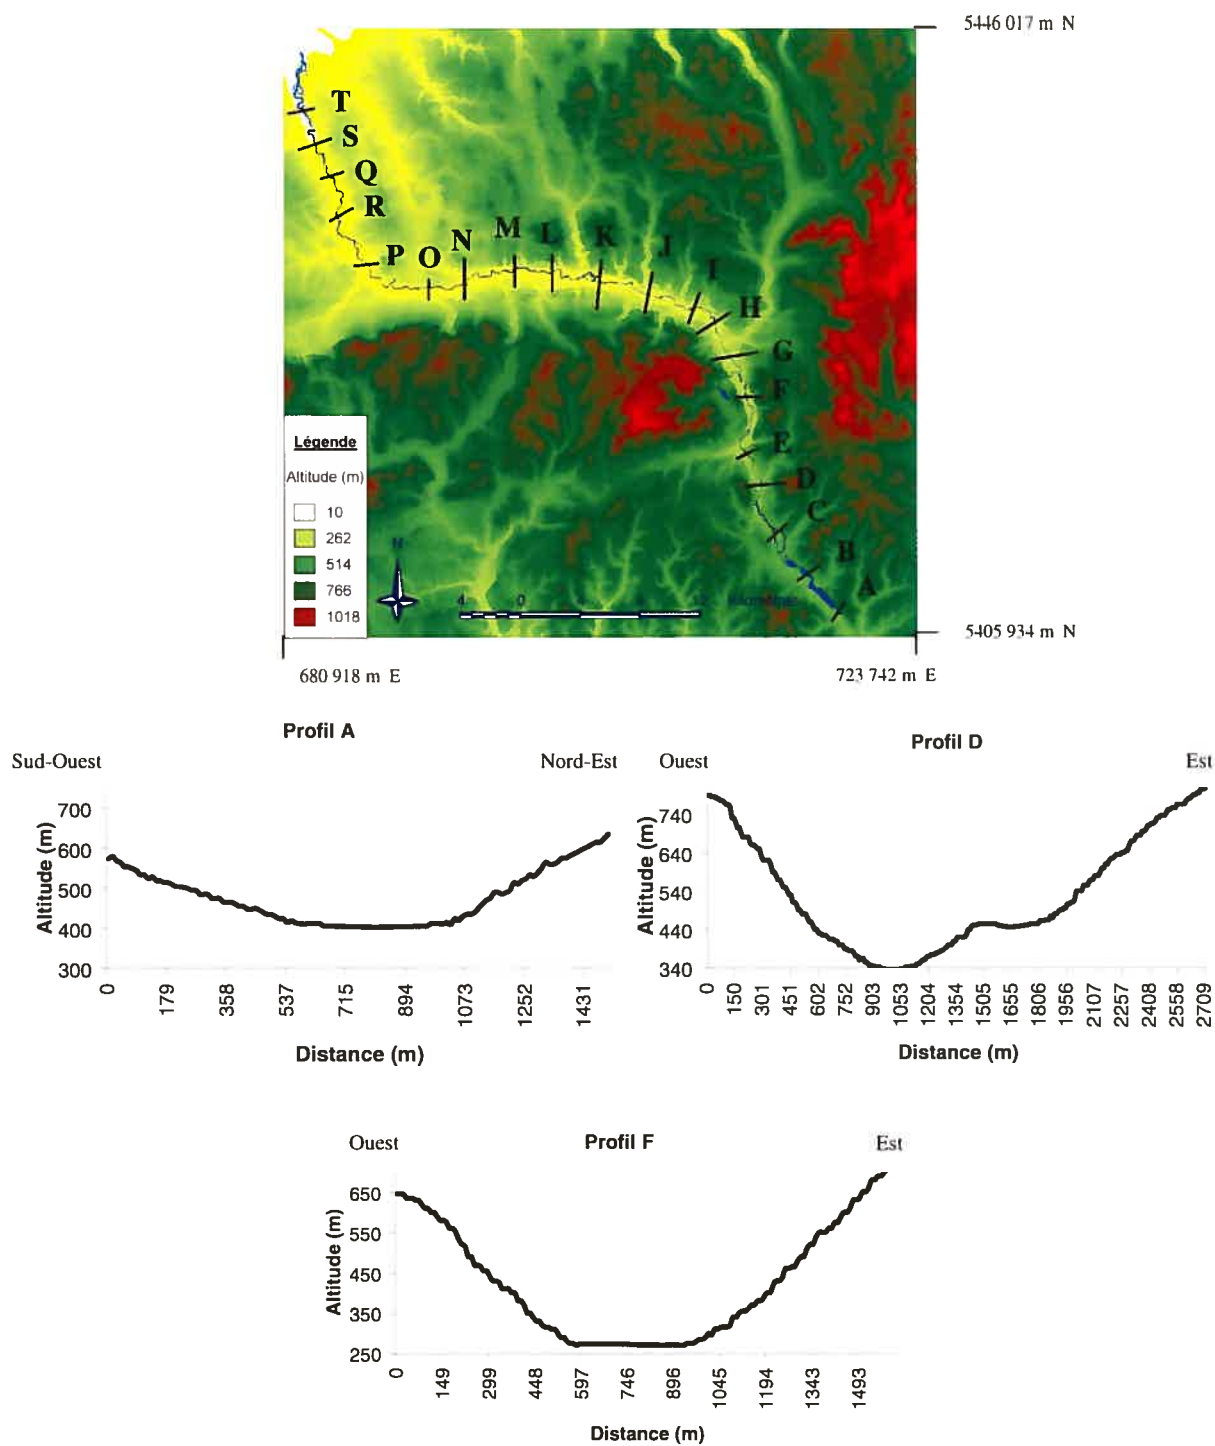 5446 017 m N
T
S
Q
R
P
O
N
M
L
K
J
I
H
G
F
E
D
C
B
A
Légende
Altitude (m)
10
262
514
766
1018
N
4 0
12
5405 934 m N
680 918 m E
723 742 m E
Profil A
Sud-Ouest
Nord-Est
Altitude (m)
700
600
500
400
300
0 179 358 537 715 894 1073 1252 1431
Distance (m)
Profil D
Ouest
Est
Altitude (m)
740
640
540
440
340
0 150 301 451 602 752 903 1053 1204 1354 1505 1655 1806 1956 2107 2257 2408 2558 2709
Distance (m)
Ouest
Profil F
Est
Altitude (m)
650
550
450
350
250
0 149 299 448 597 746 896 1045 1194 1343 1493
Distance (m)